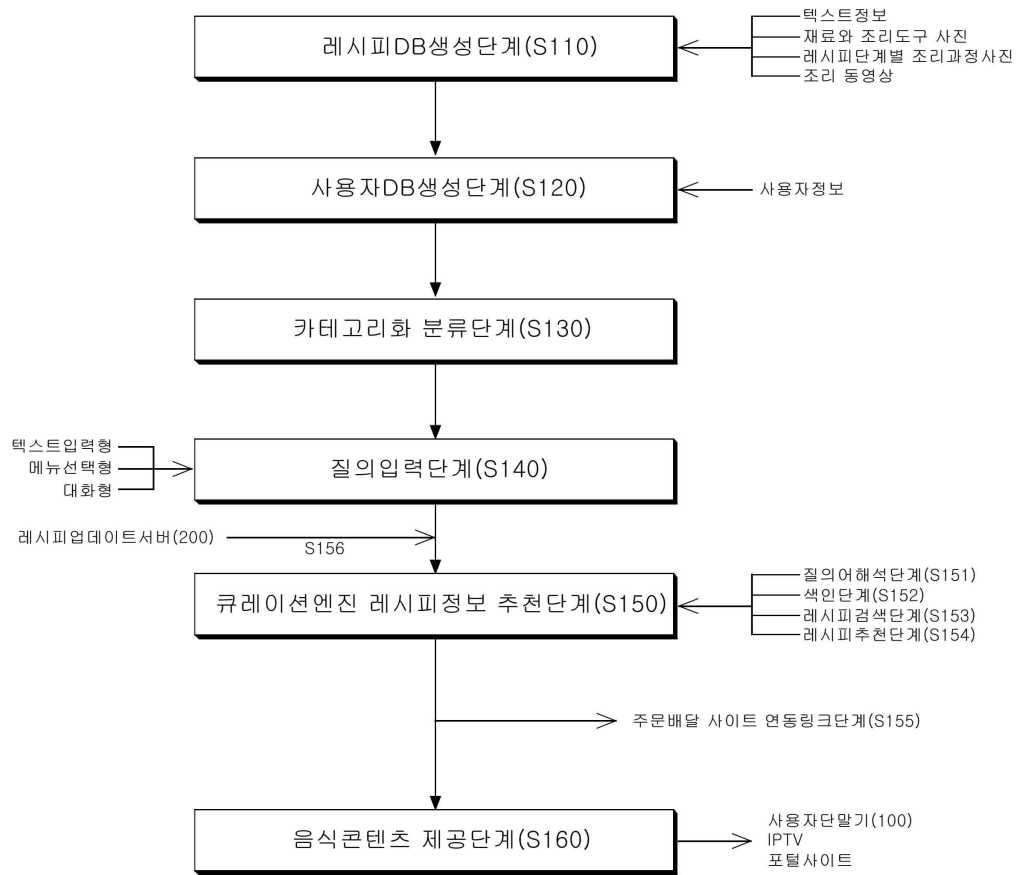 레시피DB생성단계(S110)
텍스트정보
재료와 조리도구 사진
레시피단계별 조리과정사진
조리 동영상
사용자DB생성단계(S120)
사용자정보
카테고리화 분류단계(S130)
텍스트입력형
메뉴선택형
대화형
질의입력단계(S140)
레시피업데이트서버(200)
S156
큐레이션엔진 레시피정보 추천단계(S150)
질의어해석단계(S151)
색인단계(S152)
레시피검색단계(S153)
레시피추천단계(S154)
주문배달 사이트 연동링크단계(S155)
음식콘텐츠 제공단계(S160)
사용자단말기(100)
IPTV
포털사이트